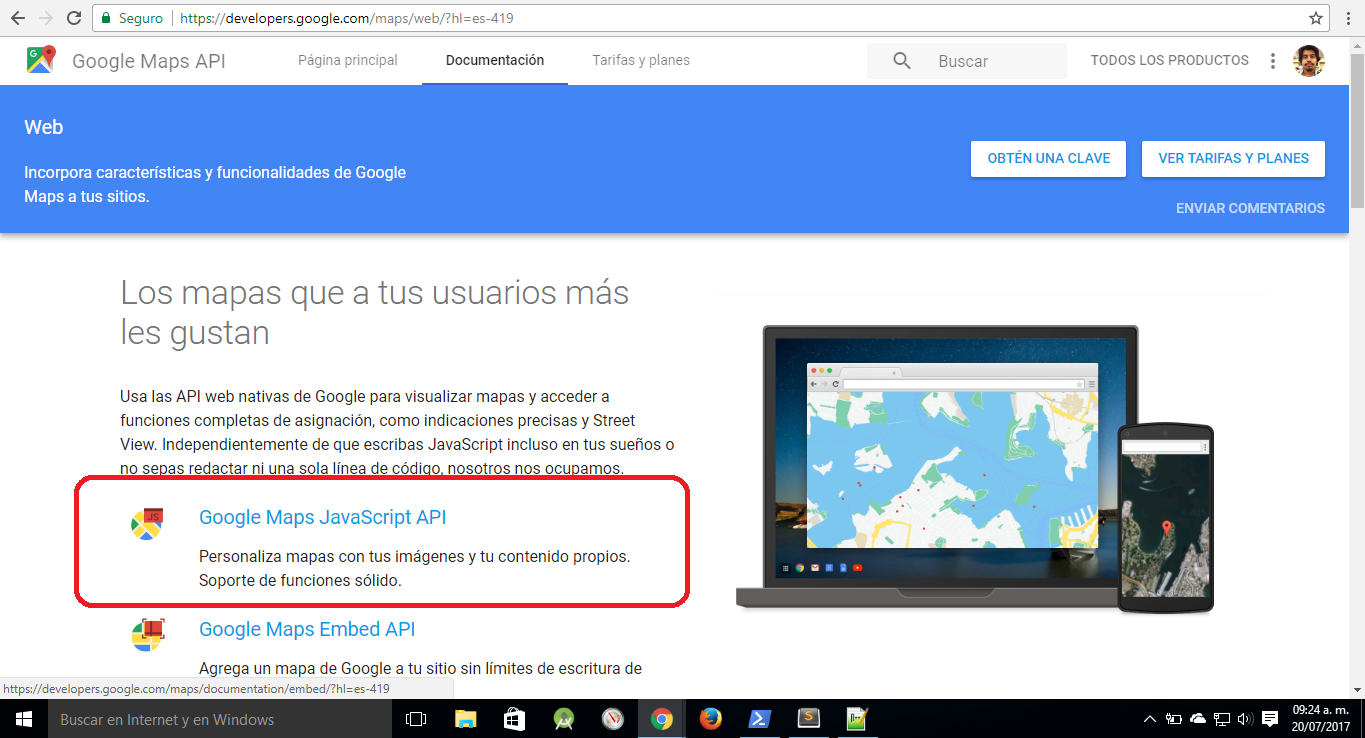 Seguro
https://developers.google.com/maps/web/?hl=es-419
Google Maps API
Página principal
Documentación
Tarifas y planes
Buscar
TODOS LOS PRODUCTOS
Web
Incorpora características y funcionalidades de Google
Maps a tus sitios.
OBTÉN UNA CLAVE
VER TARIFAS Y PLANES
ENVIAR COMENTARIOS
Los mapas que a tus usuarios más
les gustan
Usa las API web nativas de Google para visualizar mapas y acceder a
funciones completas de asignación, como indicaciones precisas y Street
View. Independientemente de que escribas JavaScript incluso en tus sueños o
no sepas redactar ni una sola línea de código, nosotros nos ocupamos.
JS
Google Maps JavaScript API
Personaliza mapas con tus imágenes y tu contenido propios.
Soporte de funciones sólido.
Google Maps Embed API
Agrega un mapa de Google a tu sitio sin límites de escritura de
https://developers.google.com/maps/documentation/embed/?hl=es-419
Buscar en Internet y en Windows
09:24 a. m.
20/07/2017